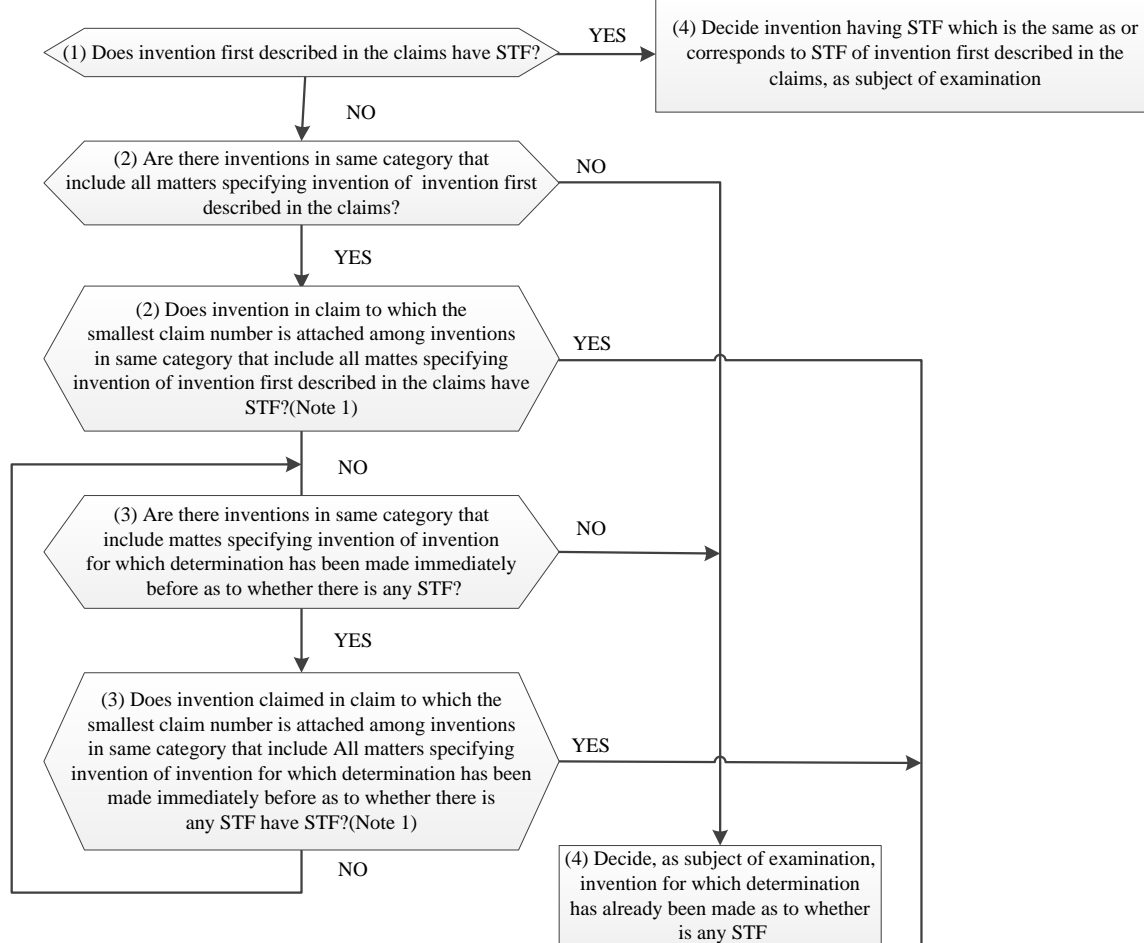 (1) Does invention first described in the claims have STF?
YES
(4) Decide invention having STF which is the same as or
corresponds to STF of invention first described in the
claims, as subject of examination
NO
(2) Are there inventions in same category that
include all matters specifying invention of invention first
described in the claims?
NO
YES
(2) Does invention in claim to which the
smallest claim number is attached among inventions
in same category that include all mattes specifying
invention of invention first described in the claims have
STF?(Note 1)
YES
NO
(3) Are there inventions in same category that
include mattes specifying invention of invention
for which determination has been made immediately
before as to whether there is any STF?
NO
YES
(3) Does invention claimed in claim to which the
smallest claim number is attached among inventions
in same category that include All matters specifying
invention of invention for which determination has been
made immediately before as to whether there is
any STF have STF?(Note 1)
YES
NO
(4) Decide, as subject of examination,
invention for which determination
has already been made as to whether
is any STF